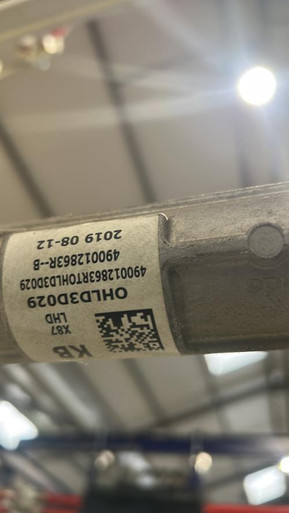 KB
X87
LHD
OHLD3D029
490012863RTOHLD3D029
490012863R--B
2019 08-12